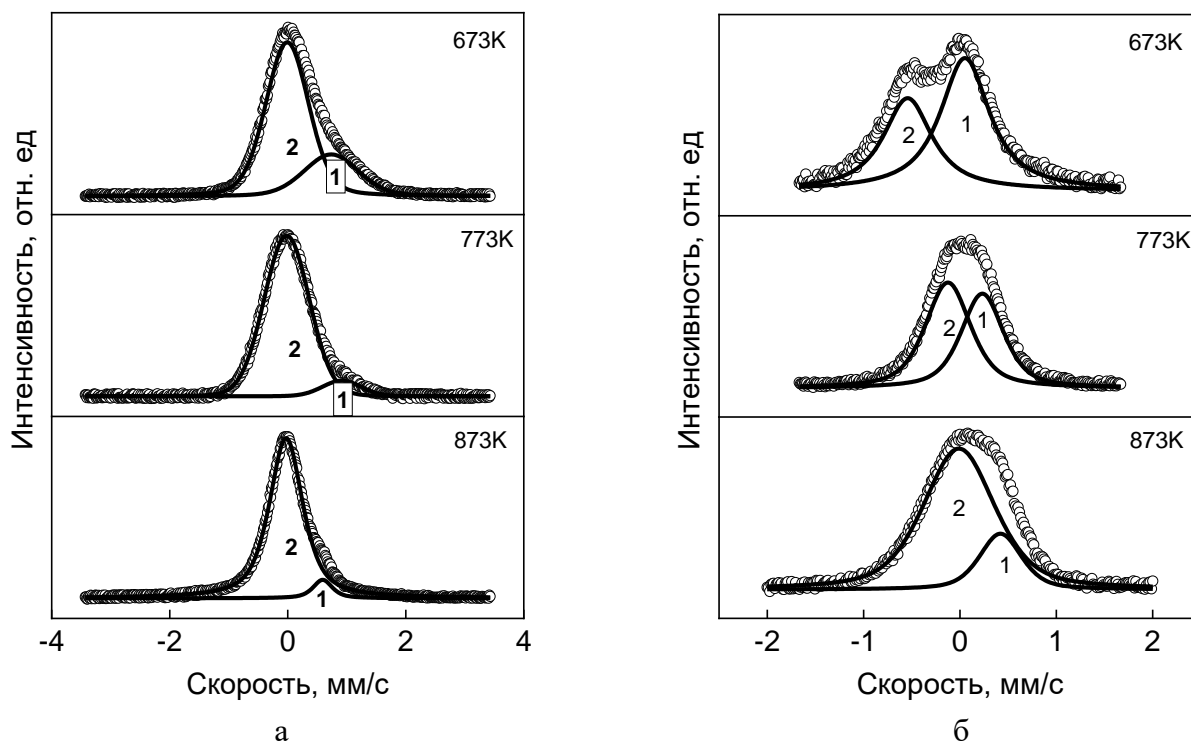 673K
2
1
773K
2
1
873K
2
1
Интенсивность, отн. ед
-4 -2 0 2 4
Скорость, мм/с
а
673K
2
1
773K
2
1
873K
2
1
Интенсивность, отн. ед
-2 -1 0 1 2
Скорость, мм/с
б